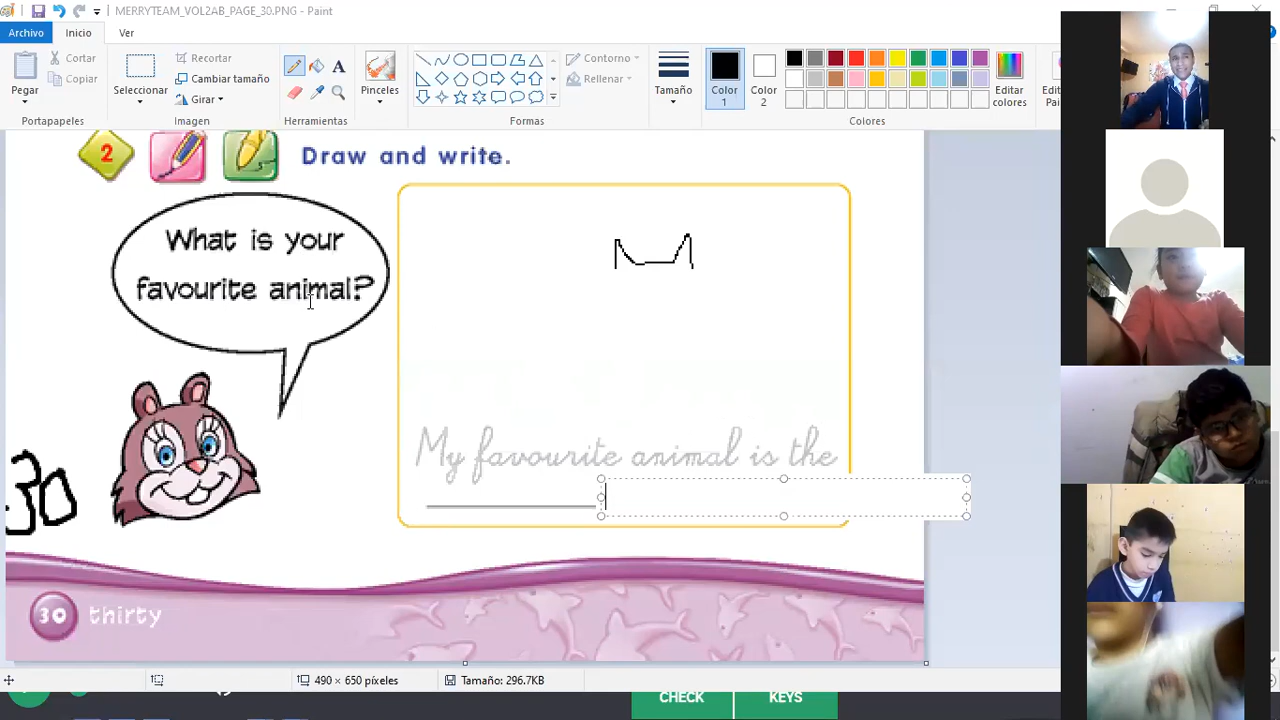 MERRYTEAM_VOL2AB_PAGE_30.PNG - Paint
Archivo Inicio Ver
Pegar
Cortar
Copiar
Portapapeles
Seleccionar
Recortar
Cambiar tamaño
Girar
Imagen
A
Herramientas
Pinceles
Contorno
Rellenar
Formas
Tamaño
Color 1
Color 2
Editar colores
Colores
2 Draw and write.
What is your
favourite animal?
My favourite animal is the
30
30 thirty
490 × 650 píxeles
Tamaño: 296.7KB
CHECK KEYS